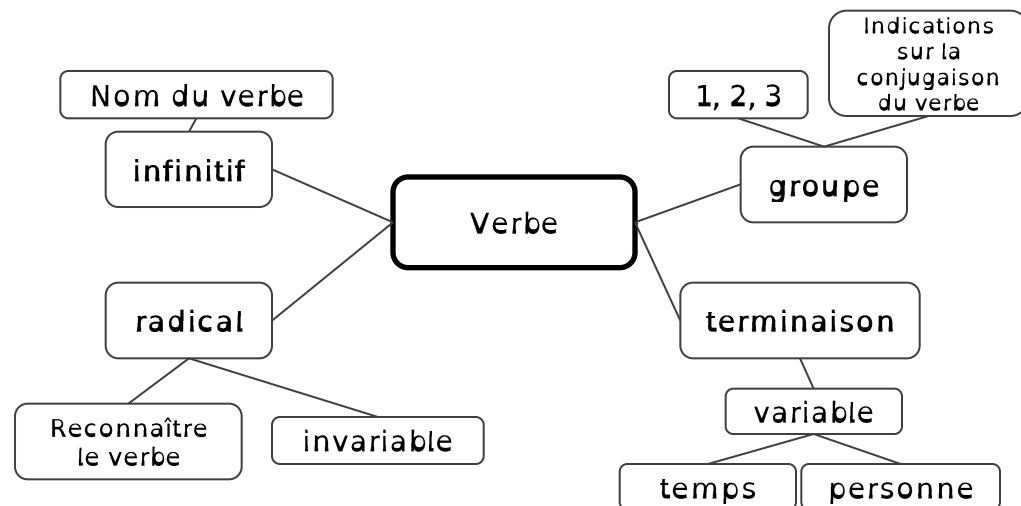 Indications
sur la
conjugaison
du verbe
Nom du verbe
1, 2, 3
infinitif
groupe
Verbe
radical
terminaison
variable
Reconnaître
le verbe
invariable
temps
personne